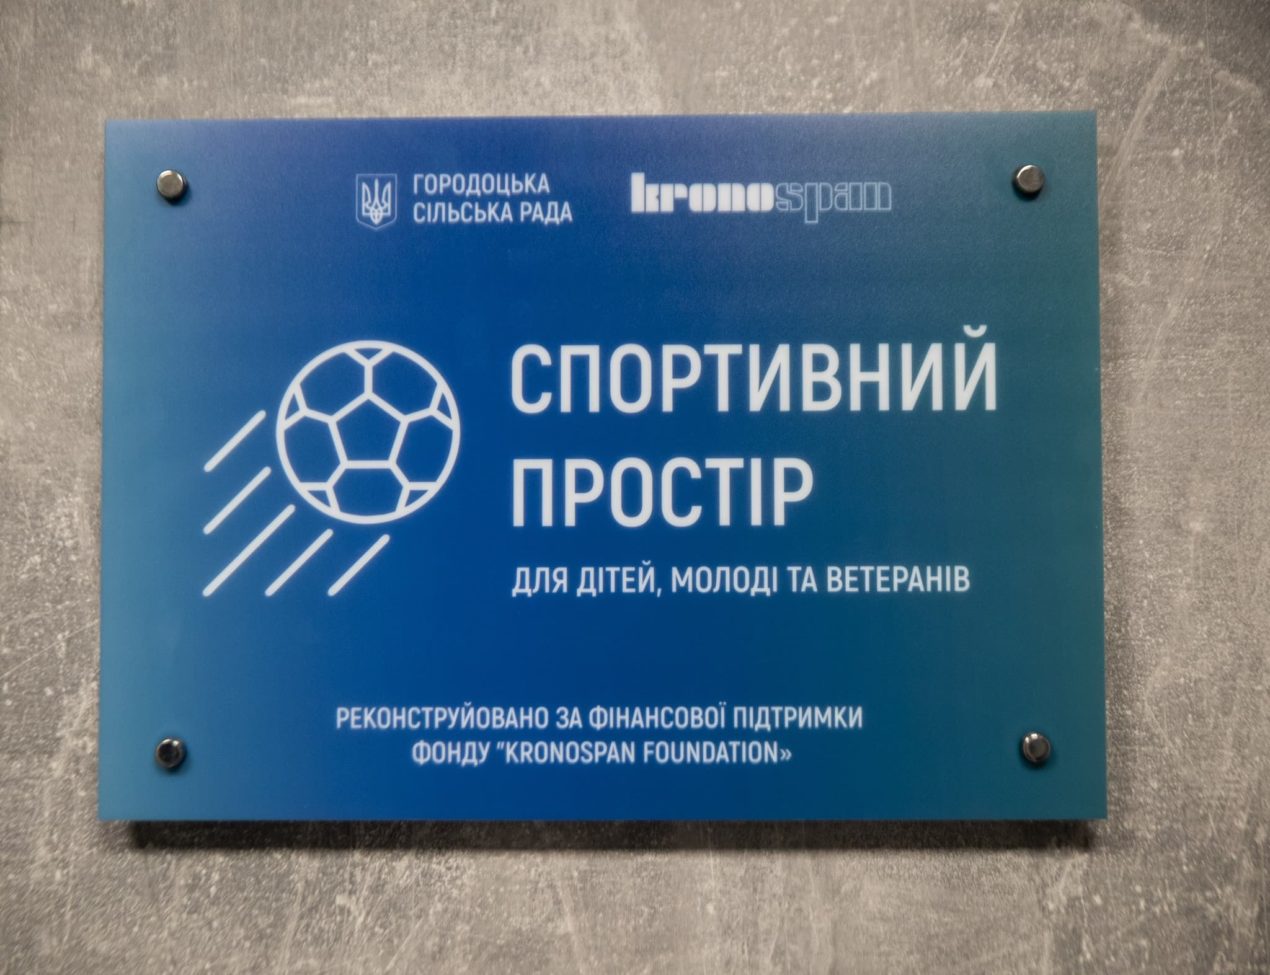 ГОРОДОЦЬКА
СІЛЬСЬКА РАДА
kronospan
СПОРТИВНИЙ
ПРОСТІР
ДЛЯ ДІТЕЙ, МОЛОДІ ТА ВЕТЕРАНІВ
РЕКОНСТРУЙОВАНО ЗА ФІНАНСОВОЇ ПІДТРИМКИ
ФОНДУ "KRONOSPAN FOUNDATION»